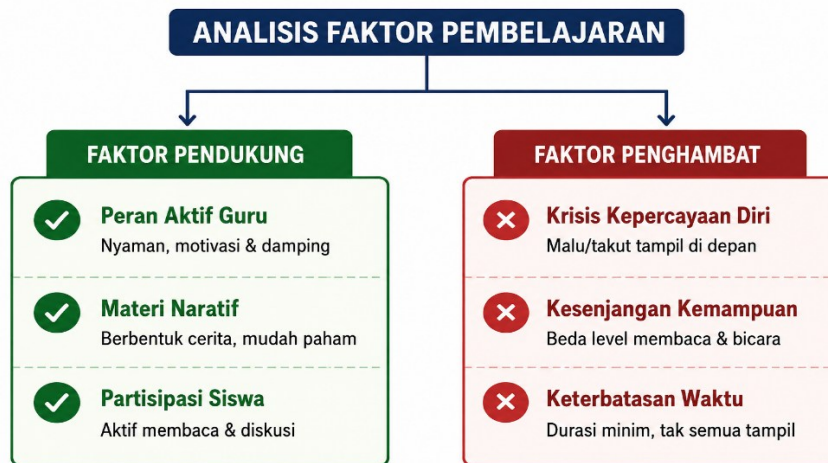 ANALISIS FAKTOR PEMBELAJARAN
FAKTOR PENDUKUNG
Peran Aktif Guru
Nyaman, motivasi & damping
Materi Naratif
Berbentuk cerita, mudah paham
Partisipasi Siswa
Aktif membaca & diskusi
FAKTOR PENGHAMBAT
Krisis Kepercayaan Diri
Malu/takut tampil di depan
Kesenjangan Kemampuan
Beda level membaca & bicara
Keterbatasan Waktu
Durasi minim, tak semua tampil